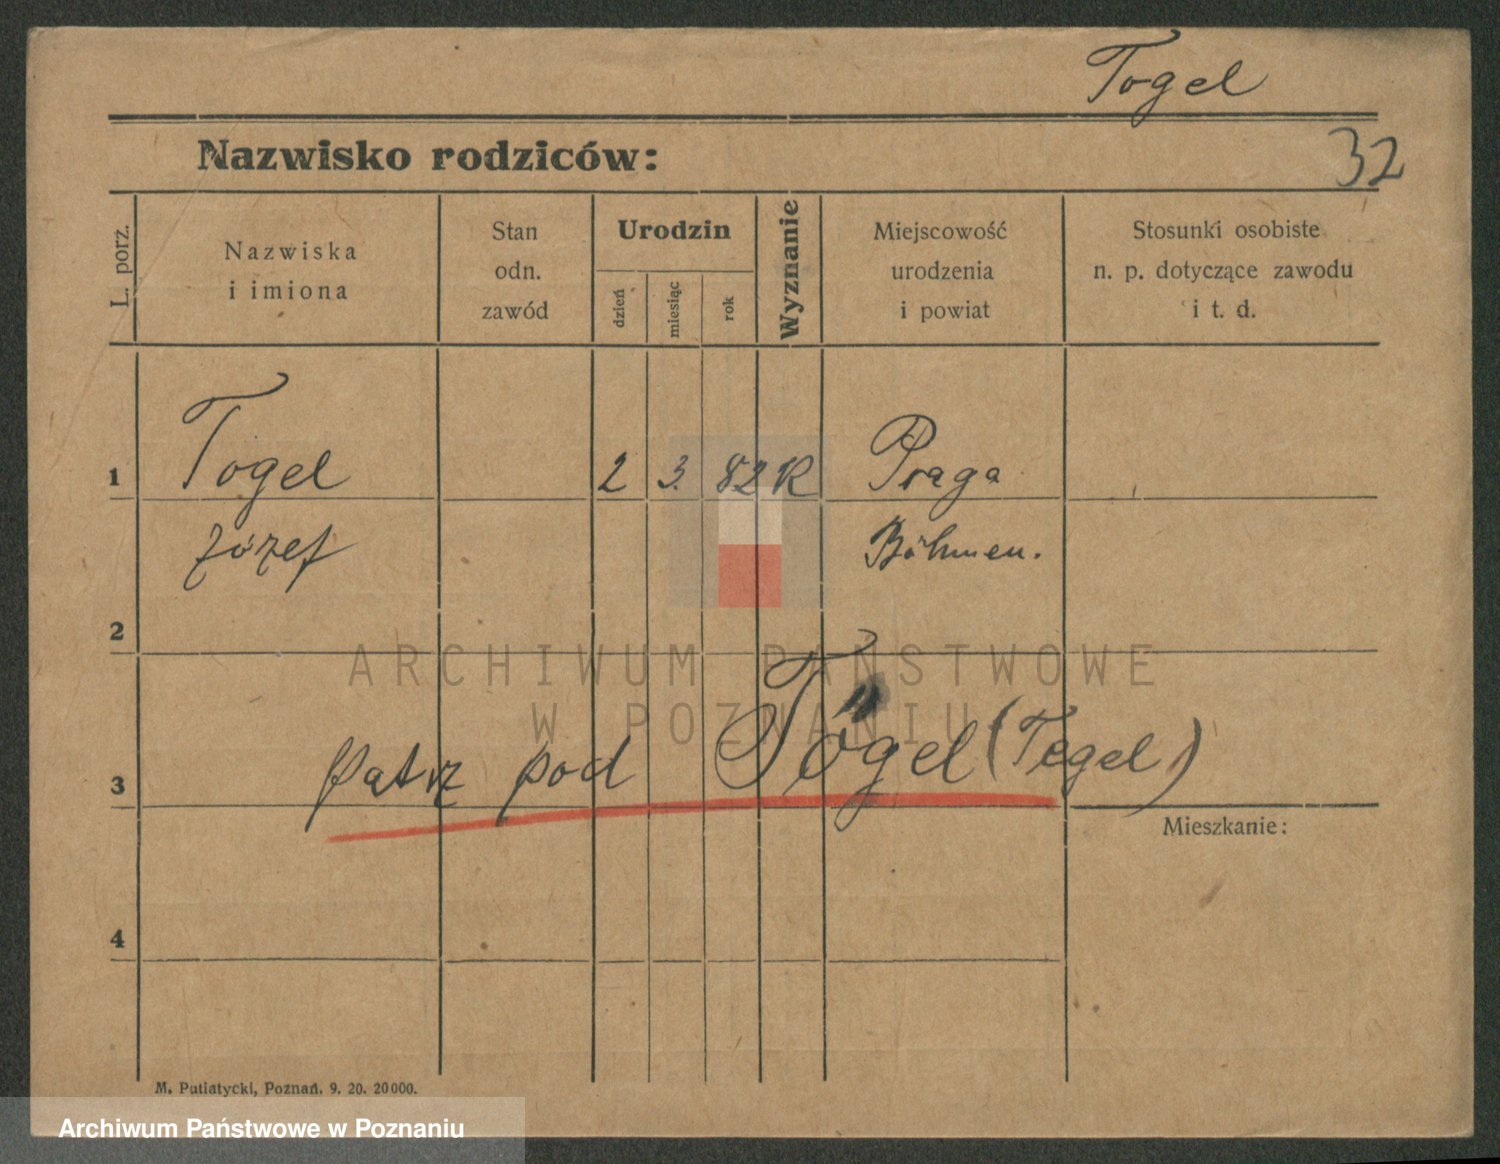 Togel
Nazwisko rodziców:
32
L. porz.
Nazwiska
i imiona
Stan
odn.
zawód
Urodzin
dzień
miesiąc
rok
Wyznanie
Miejscowość
urodzenia
i powiat
Stosunki osobiste
n. p. dotyczące zawodu
i t. d.
1 Togel 2 3. 82 K Praga
Józef Böhmen.
2
ARCHIWUM PAŃSTWOWE
W POZNANIU
3 patrz pod Tögel (Tegel)
Mieszkanie:
4
M. Putiatycki, Poznań. 9. 20. 20000.
Archiwum Państwowe w Poznaniu